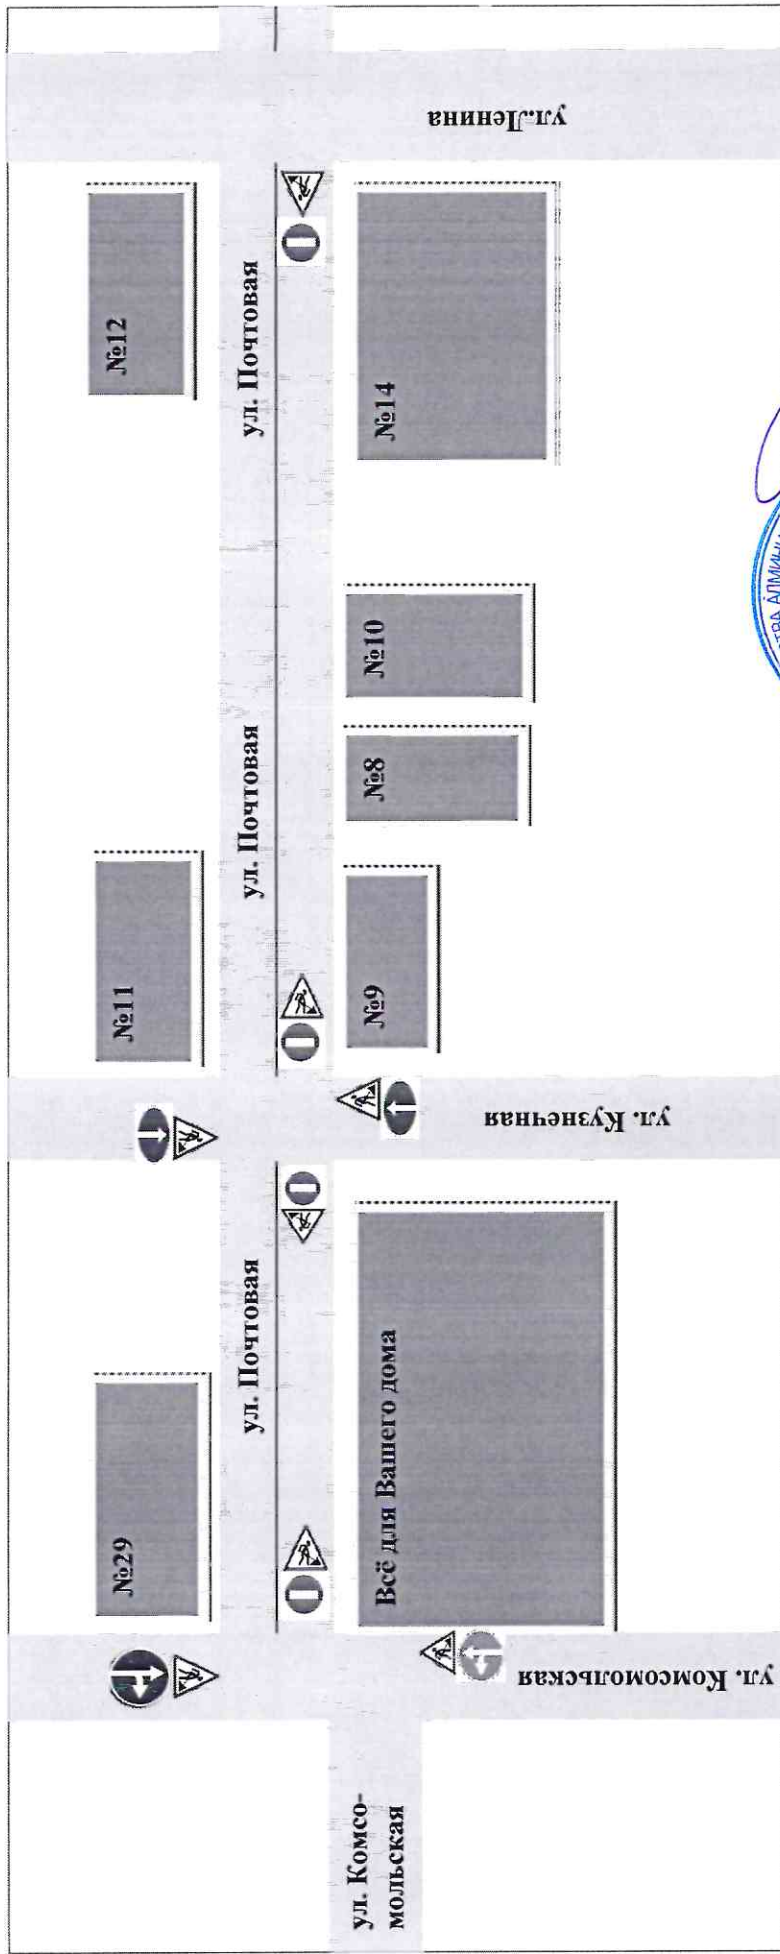 №29
№11
№12
ул. Почтовая
ул. Почтовая
ул. Почтовая
ул. Комсо-
мольская
Всё для Вашего дома
№9
№8
№10
№14
ул. Комсомольская
ул. Кузнечная
ул.Ленина